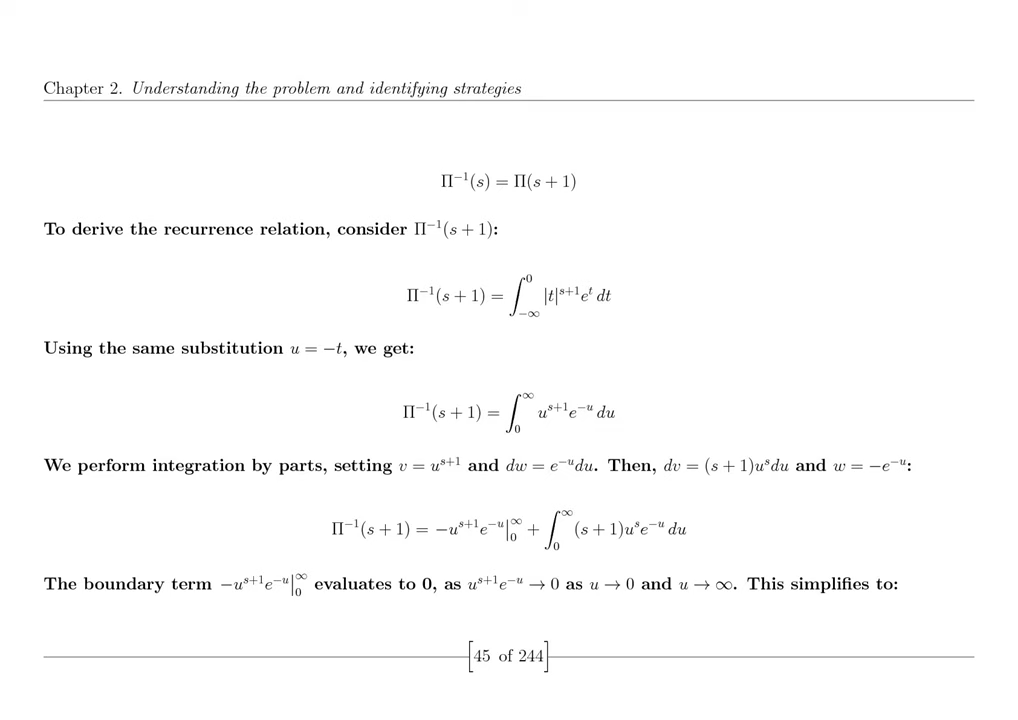 Chapter 2. Understanding the problem and identifying strategies
Π⁻¹(s) = Π(s + 1)
To derive the recurrence relation, consider Π⁻¹(s + 1):
Π⁻¹(s + 1) = ∫_{−∞}^{0} |t|^{s+1} e^{t} dt
Using the same substitution u = −t, we get:
Π⁻¹(s + 1) = ∫_{0}^{∞} u^{s+1} e^{−u} du
We perform integration by parts, setting v = u^{s+1} and dw = e^{−u}du. Then, dv = (s + 1)u^{s}du and w = −e^{−u}:
Π⁻¹(s + 1) = −u^{s+1}e^{−u}|_{0}^{∞} + ∫_{0}^{∞} (s + 1)u^{s}e^{−u} du
The boundary term −u^{s+1}e^{−u}|_{0}^{∞} evaluates to 0, as u^{s+1}e^{−u} → 0 as u → 0 and u → ∞. This simplifies to:
[45 of 244]